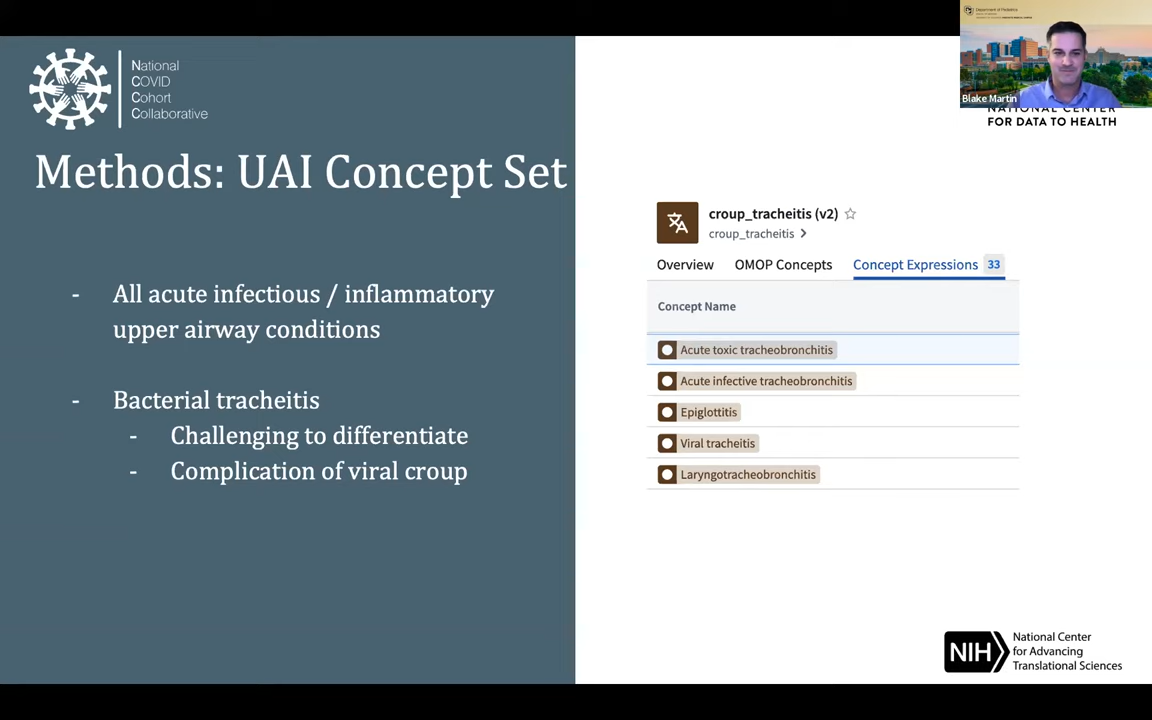 National
COVID
Cohort
Collaborative
Methods: UAI Concept Set
- All acute infectious / inflammatory
upper airway conditions
- Bacterial tracheitis
- Challenging to differentiate
- Complication of viral croup
Department of Pediatrics
Blake Martin
NATIONAL CENTER
FOR DATA TO HEALTH
croup_tracheitis (v2)
croup_tracheitis >
Overview OMOP Concepts Concept Expressions 33
Concept Name
Acute toxic tracheobronchitis
Acute infective tracheobronchitis
Epiglottitis
Viral tracheitis
Laryngotracheobronchitis
NIH
National Center
for Advancing
Translational Sciences